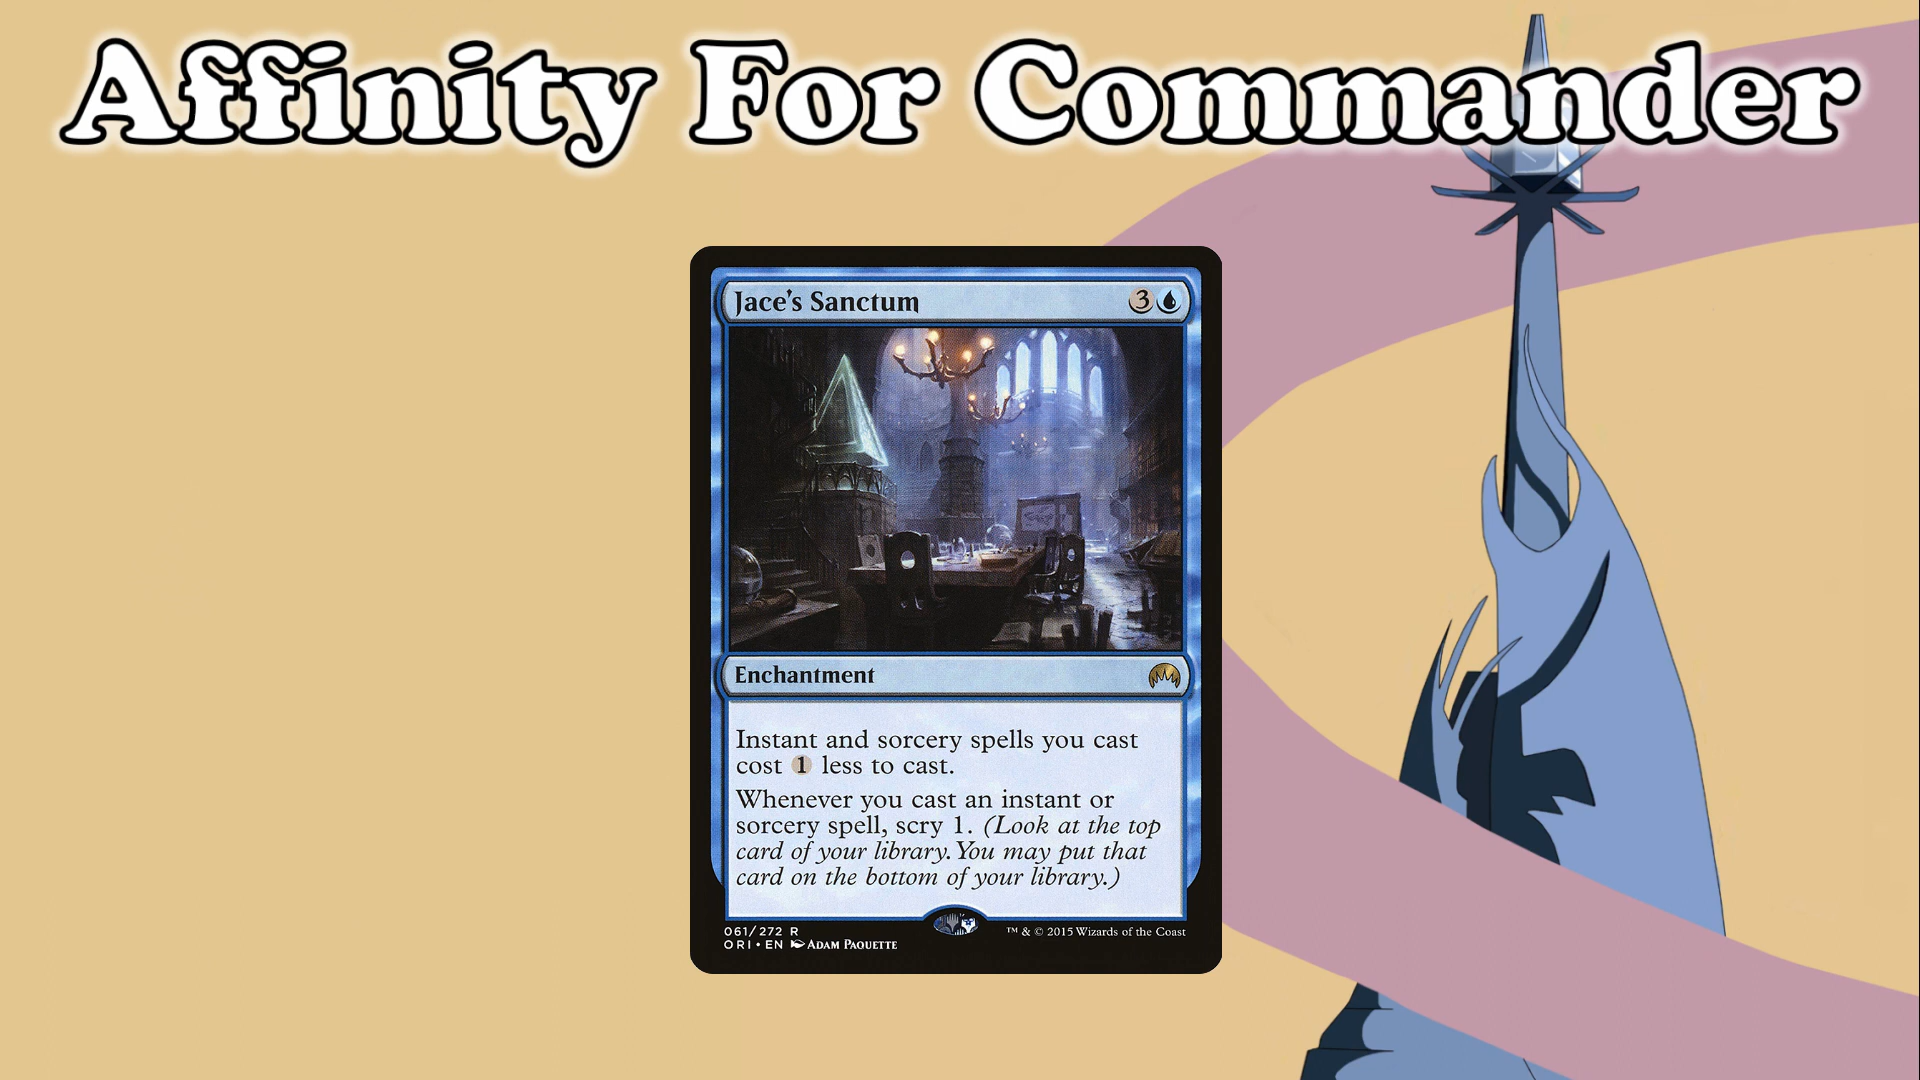 Affinity For Commander
Jace's Sanctum 3
Enchantment
Instant and sorcery spells you cast
cost 1 less to cast.
Whenever you cast an instant or
sorcery spell, scry 1. (Look at the top
card of your library. You may put that
card on the bottom of your library.)
061/272 R
ORI • EN ADAM PAQUETTE
™ & © 2015 Wizards of the Coast